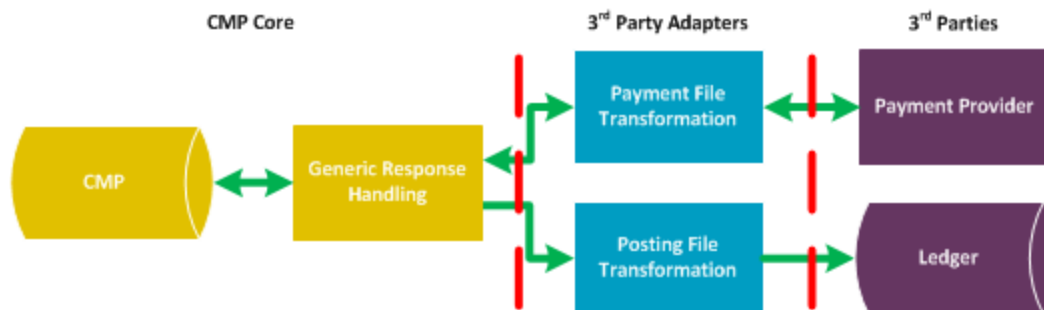 CMP Core
3rd Party Adapters
3rd Parties
Payment File
Transformation
Payment Provider
CMP
Generic Response
Handling
Posting File
Transformation
Ledger